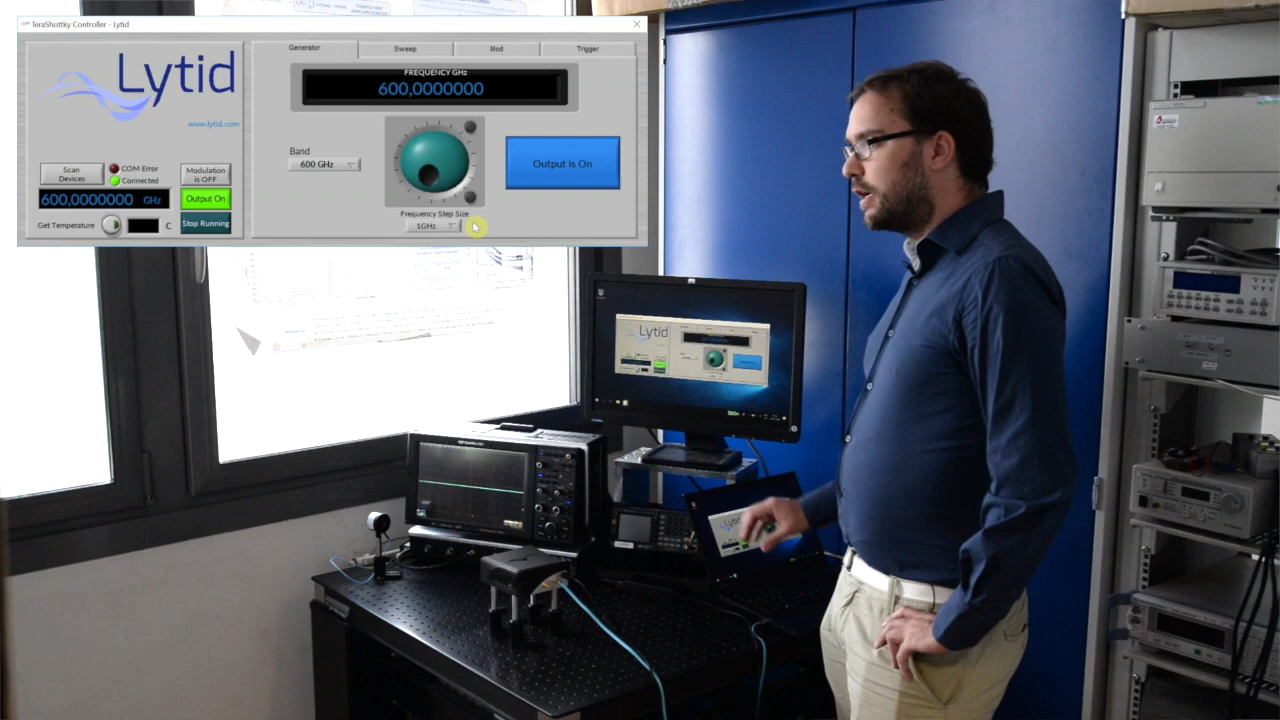 TeraShottky Controller - Lytid
Lytid
www.lytid.com
Scan
Devices
COM Error
Connected
Modulation
is OFF
600,0000000 GHz
Output On
Get Temperature
C
Stop Running
Generator
Sweep
Mod
Trigger
FREQUENCY GHz
600,0000000
Band
600 GHz
Output is On
Frequency Step Size
1GHz
Lytid
Lytid